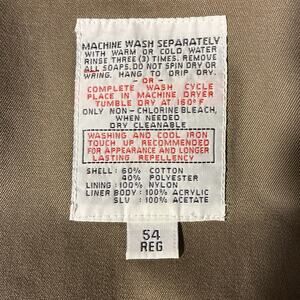 MACHINE WASH SEPARATELY
WITH WARM OR COLD WATER
RINSE THREE (3) TIMES. REMOVE
ALL SOAPS. DO NOT SPIN DRY OR
WRING. HANG TO DRIP DRY.
- OR -
COMPLETE WASH CYCLE
PLACE IN MACHINE DRYER
TUMBLE DRY AT 160°F
ONLY NON-CHLORINE BLEACH,
WHEN NEEDED
DRY CLEANABLE
WASHING AND COOL IRON
TOUCH UP RECOMMENDED
FOR APPEARANCE AND LONGER
LASTING REPELLENCY
SHELL: 60% COTTON
40% POLYESTER
LINING: 100% NYLON
LINER BODY: 100% ACRYLIC
SLV: 100% ACETATE
54
REG